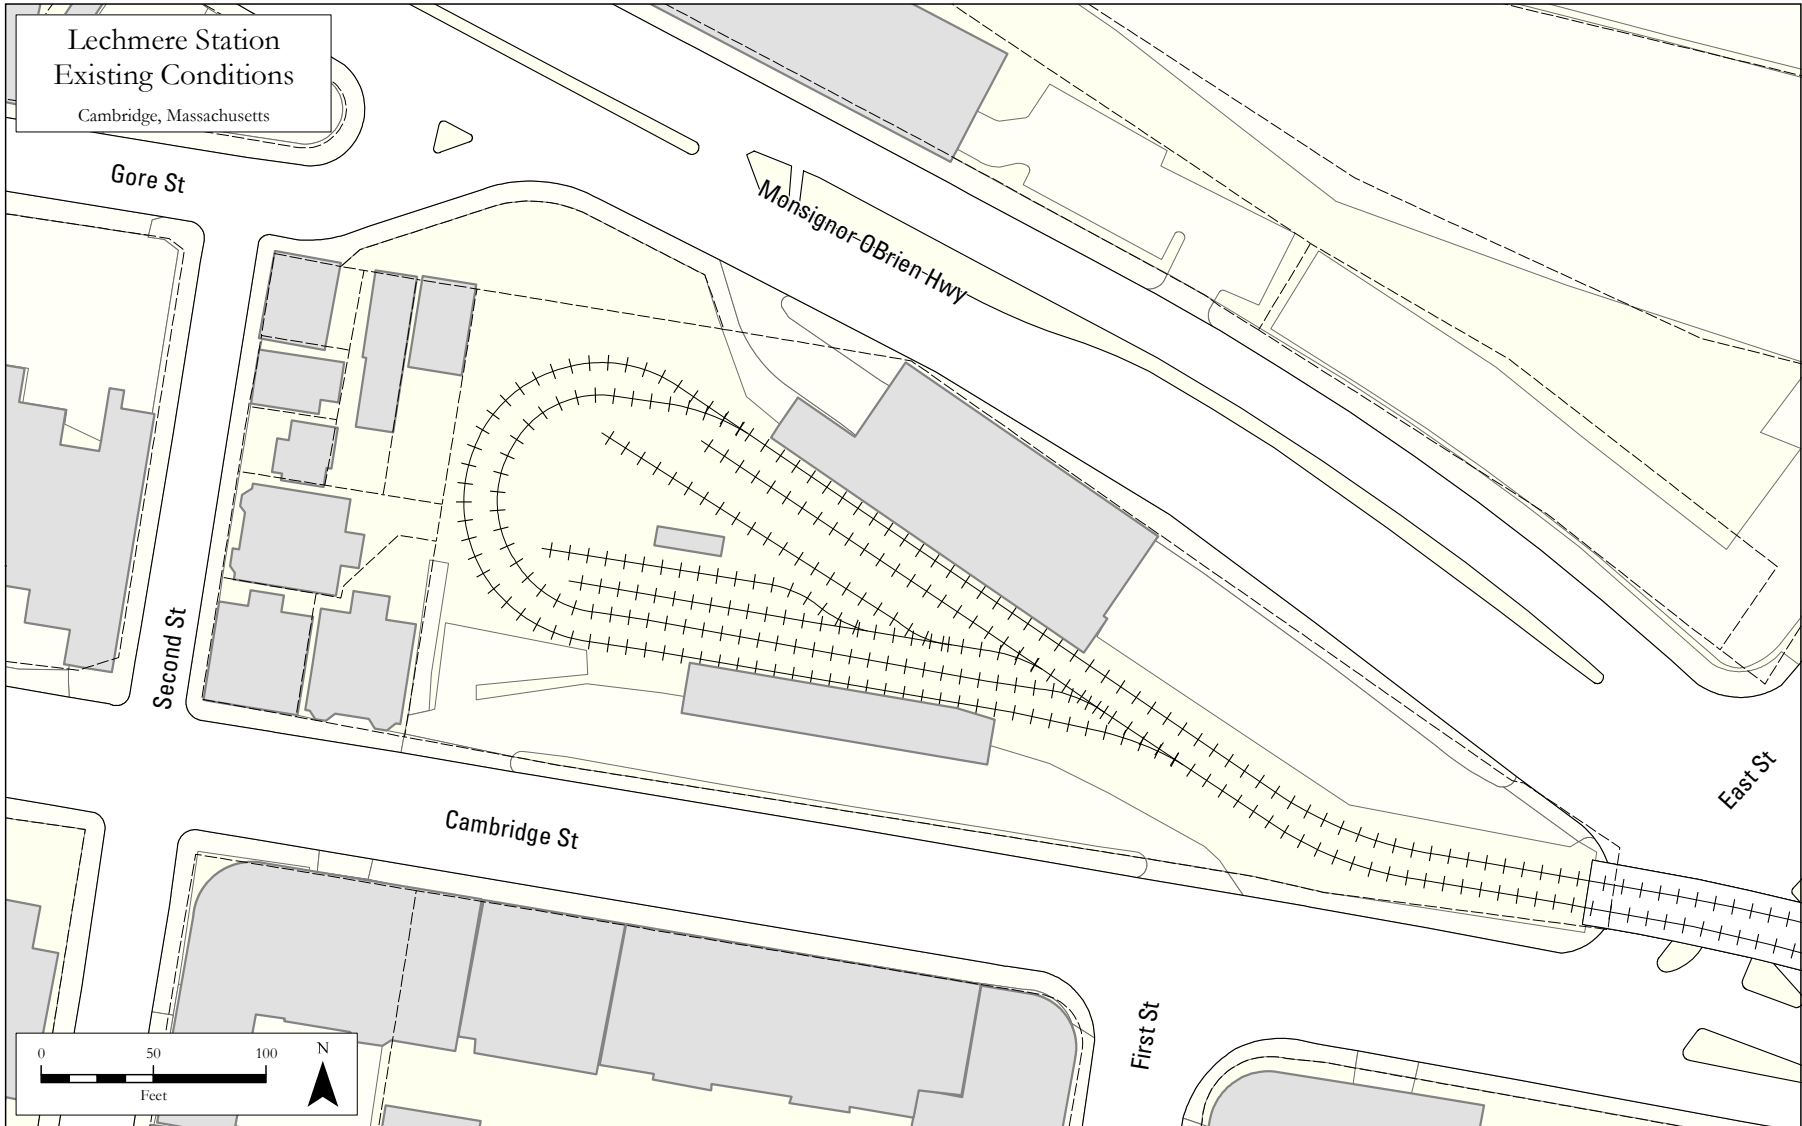 Lechmere Station
Existing Conditions
Cambridge, Massachusetts
Gore St
Monsignor OBrien Hwy
Second St
East St
Cambridge St
First St
0 50 100
Feet
N